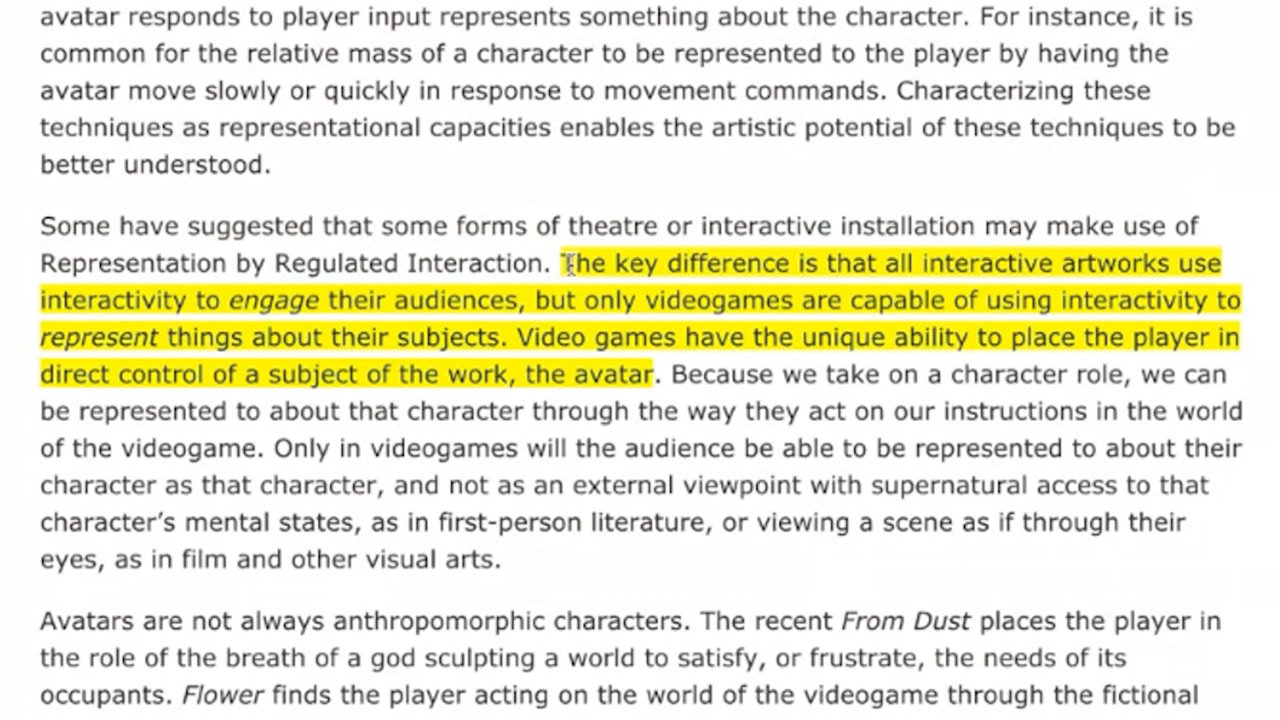 avatar responds to player input represents something about the character. For instance, it is
common for the relative mass of a character to be represented to the player by having the
avatar move slowly or quickly in response to movement commands. Characterizing these
techniques as representational capacities enables the artistic potential of these techniques to be
better understood.
Some have suggested that some forms of theatre or interactive installation may make use of
Representation by Regulated Interaction. The key difference is that all interactive artworks use
interactivity to engage their audiences, but only videogames are capable of using interactivity to
represent things about their subjects. Video games have the unique ability to place the player in
direct control of a subject of the work, the avatar. Because we take on a character role, we can
be represented to about that character through the way they act on our instructions in the world
of the videogame. Only in videogames will the audience be able to be represented to about their
character as that character, and not as an external viewpoint with supernatural access to that
character’s mental states, as in first-person literature, or viewing a scene as if through their
eyes, as in film and other visual arts.
Avatars are not always anthropomorphic characters. The recent From Dust places the player in
the role of the breath of a god sculpting a world to satisfy, or frustrate, the needs of its
occupants. Flower finds the player acting on the world of the videogame through the fictional